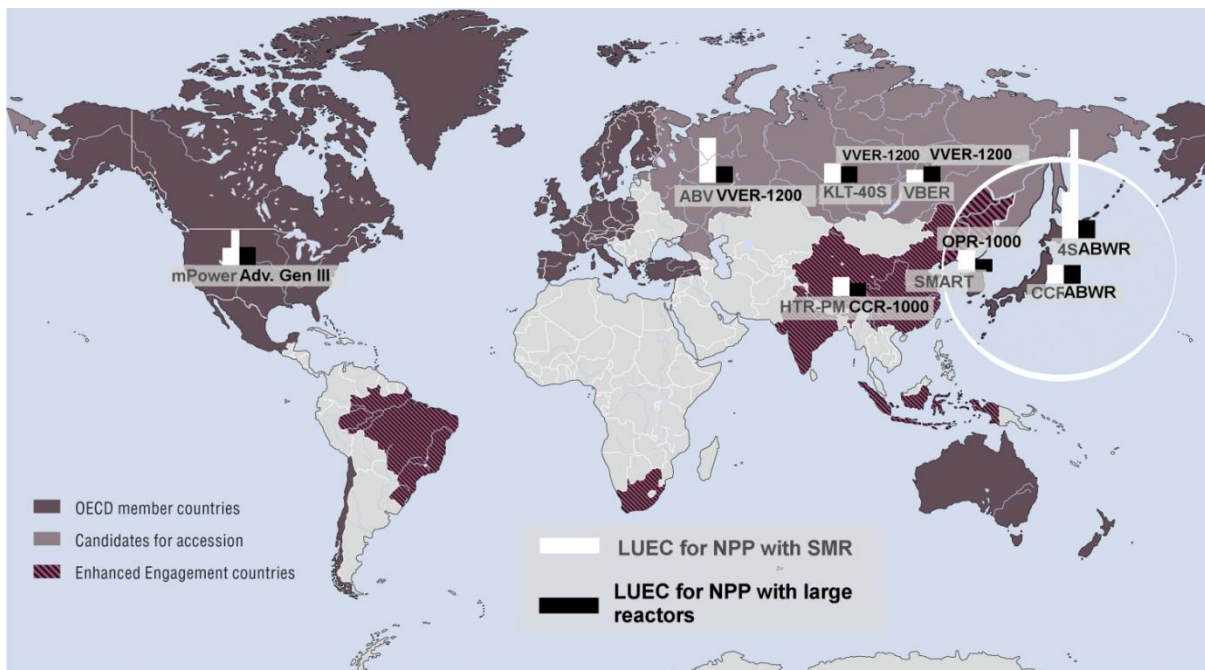 VVER-1200 VVER-1200
ABV VVER-1200
KLT-40S
VBER
OPR-1000
4S ABWR
mPower Adv. Gen III
SMART
CCR ABWR
HTR-PM CCR-1000
OECD member countries
Candidates for accession
Enhanced Engagement countries
LUEC for NPP with SMR
LUEC for NPP with large
reactors